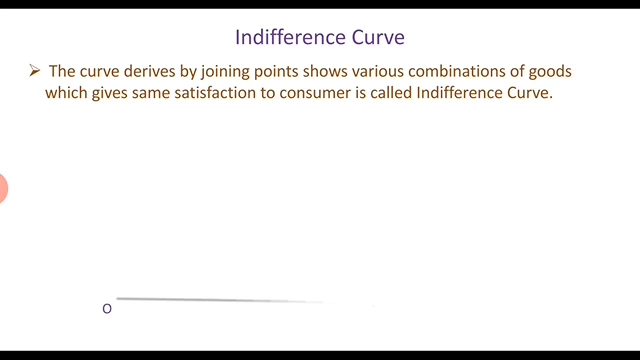 Indifference Curve
➢ The curve derives by joining points shows various combinations of goods
which gives same satisfaction to consumer is called Indifference Curve.
O